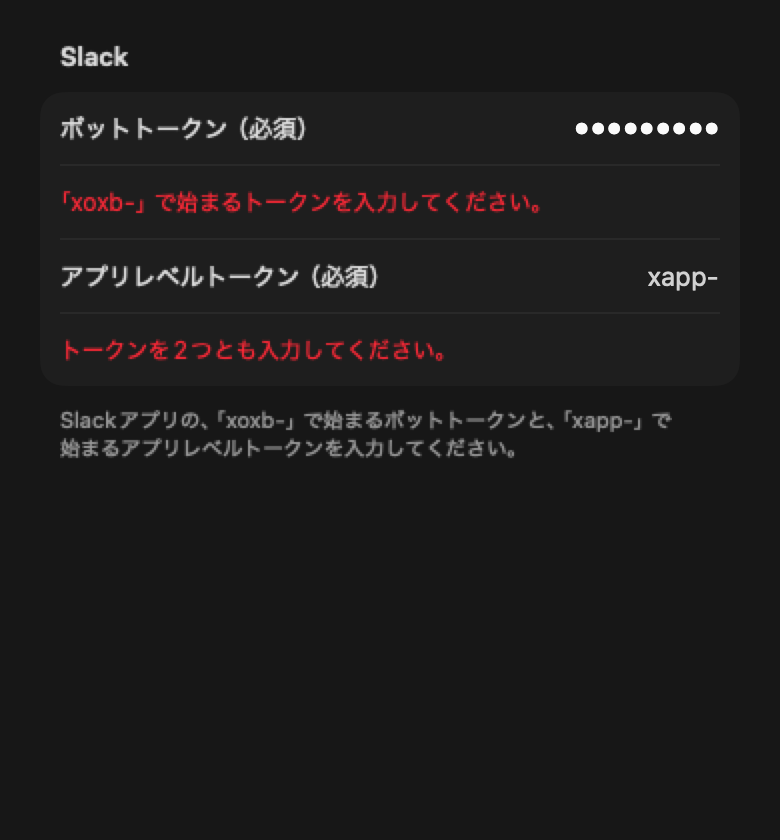 Slack
ボットトークン（必須） ●●●●●●●●●
「xoxb-」で始まるトークンを入力してください。
アプリレベルトークン（必須） xapp-
トークンを2つとも入力してください。
Slackアプリの、「xoxb-」で始まるボットトークンと、「xapp-」で
始まるアプリレベルトークンを入力してください。